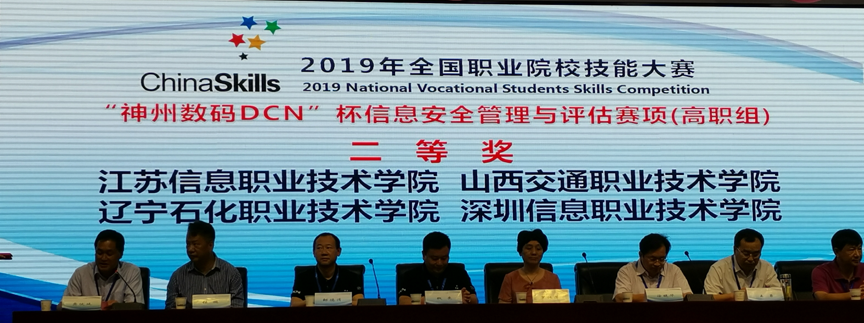 ChinaSkills
2019年全国职业院校技能大赛
2019 National Vocational Students Skills Competition
“神州数码DCN”杯信息安全管理与评估赛项(高职组)
二等奖
江苏信息职业技术学院 山西交通职业技术学院
辽宁石化职业技术学院 深圳信息职业技术学院